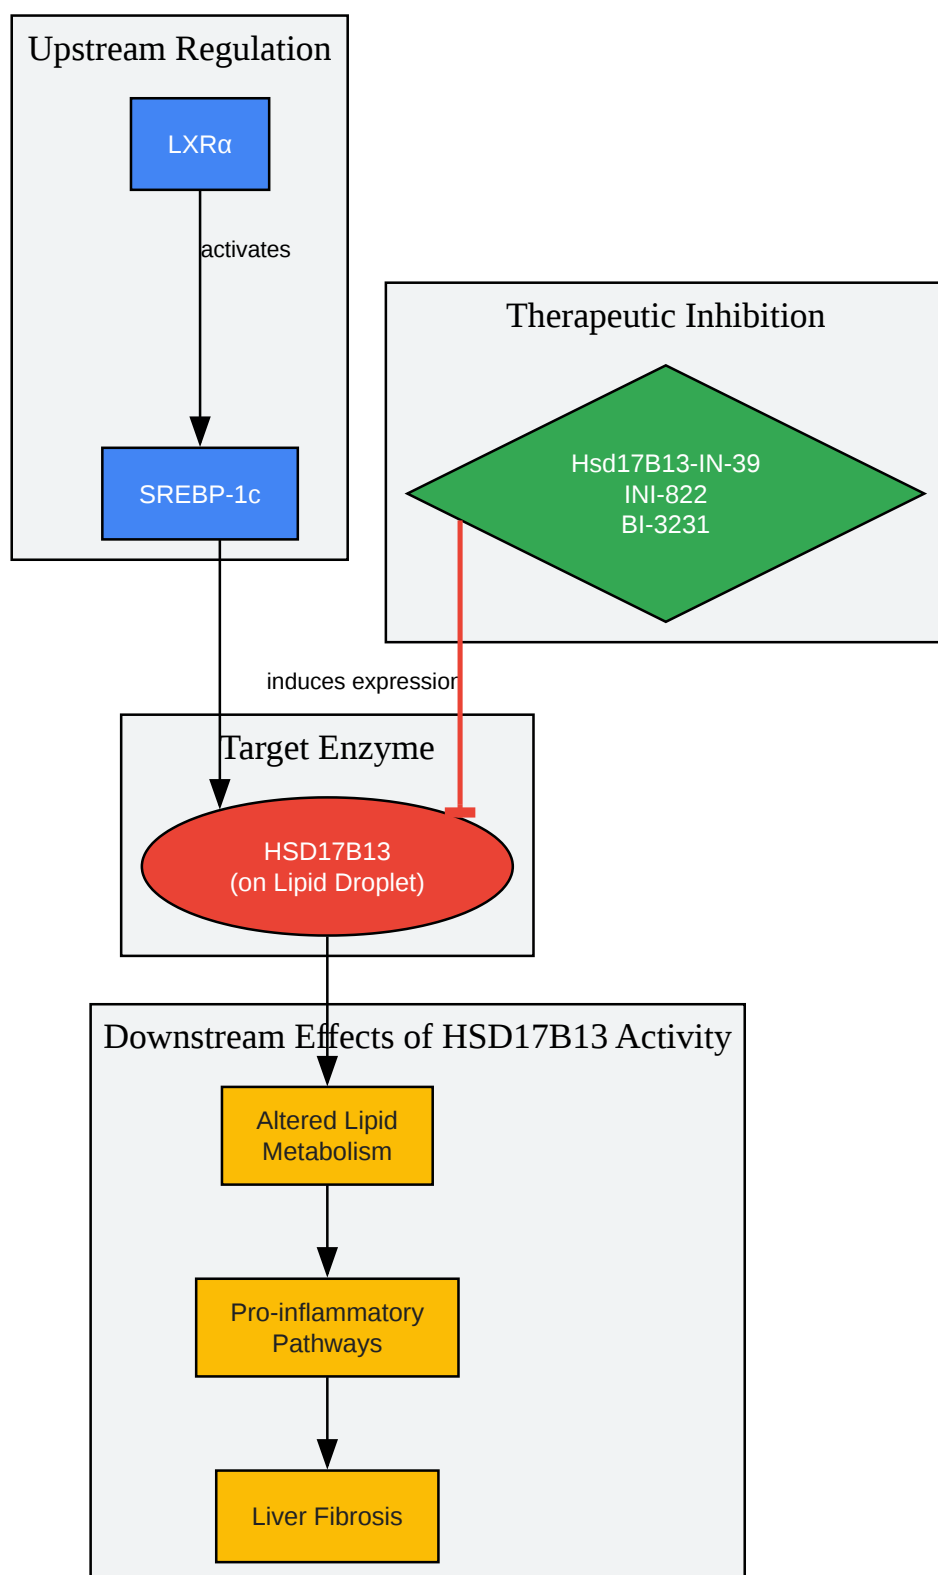 Upstream Regulation
LXRα
activates
SREBP-1c
Therapeutic Inhibition
Hsd17B13-IN-39
INI-822
BI-3231
induces expression
Target Enzyme
HSD17B13
(on Lipid Droplet)
Downstream Effects of HSD17B13 Activity
Altered Lipid
Metabolism
Pro-inflammatory
Pathways
Liver Fibrosis